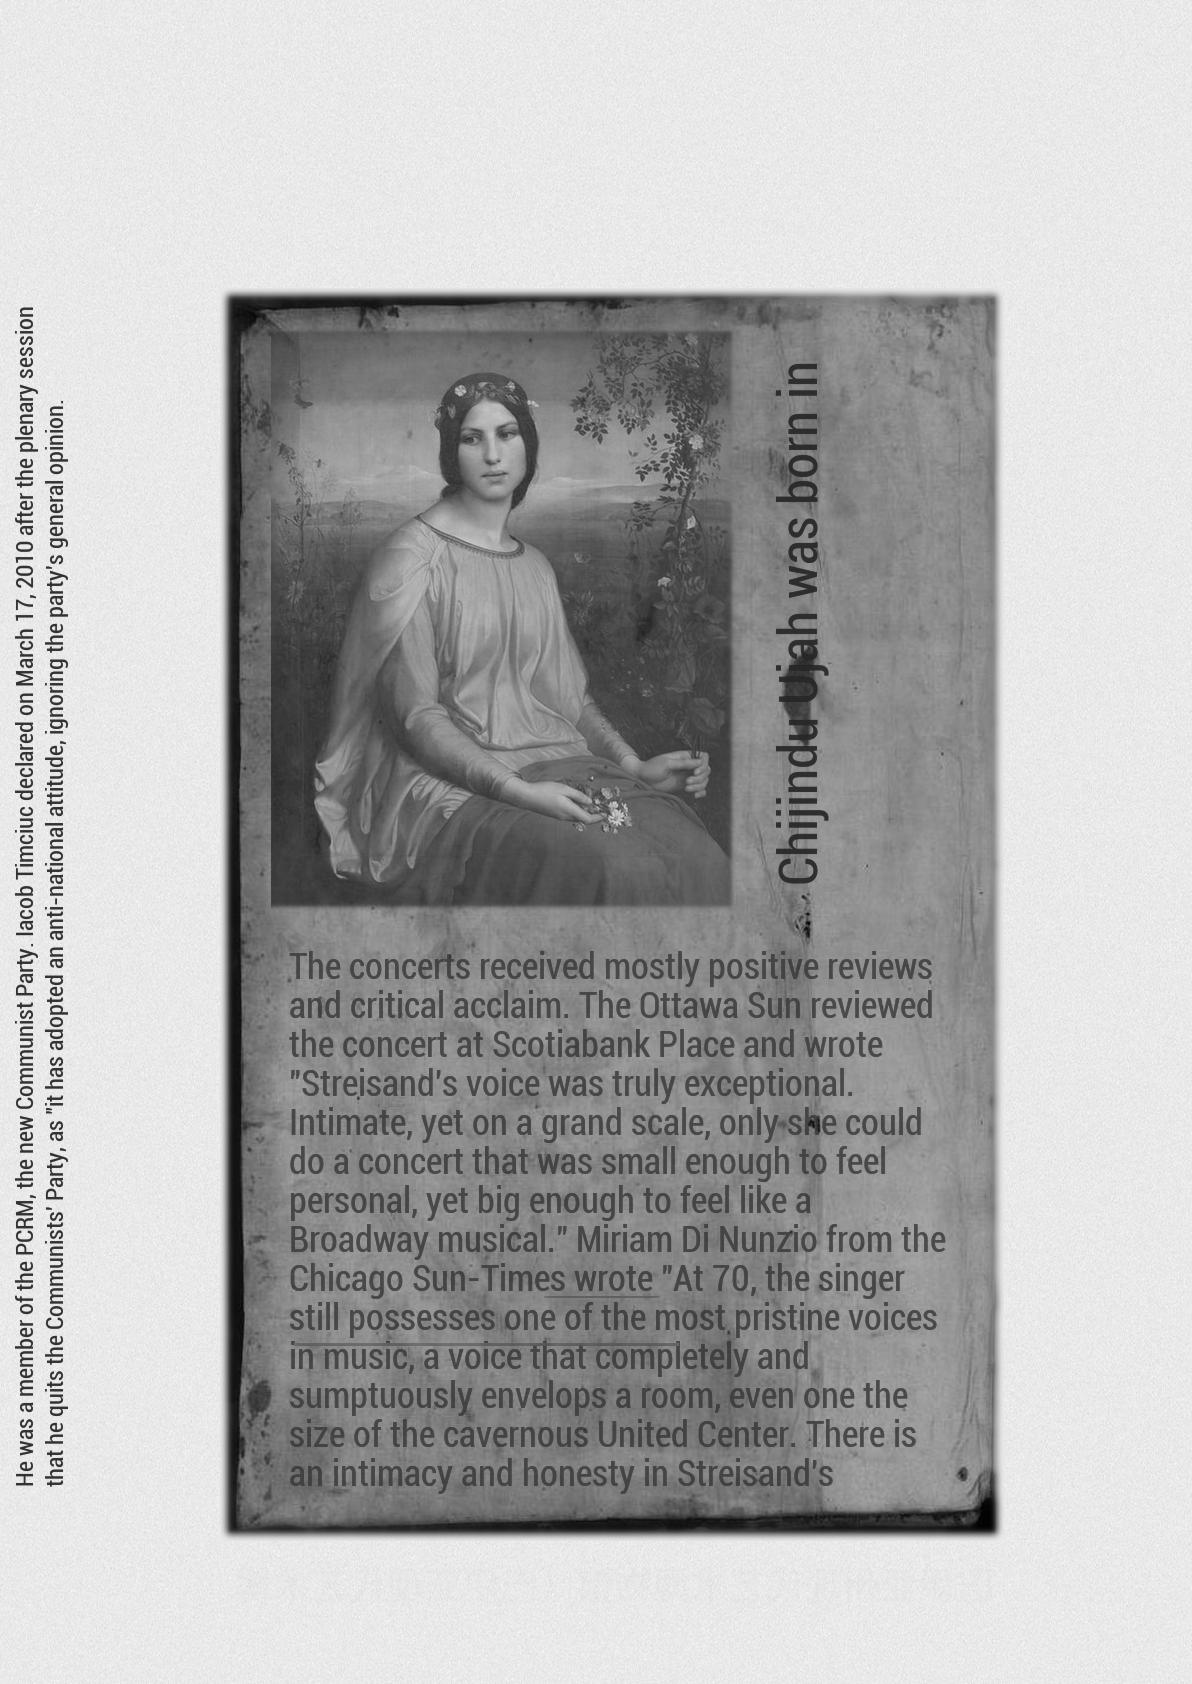 He was a member of the PCRM, the new Communist Party. Iacob Timciuc declared on March 17, 2010 after the plenary session
that he quits the Communists' Party, as "it has adopted an anti-national attitude, ignoring the party's general opinion.
Chijindu Ujah was born in
The concerts received mostly positive reviews
and critical acclaim. The Ottawa Sun reviewed
the concert at Scotiabank Place and wrote
"Streisand's voice was truly exceptional.
Intimate, yet on a grand scale, only she could
do a concert that was small enough to feel
personal, yet big enough to feel like a
Broadway musical." Miriam Di Nunzio from the
Chicago Sun-Times wrote "At 70, the singer
still possesses one of the most pristine voices
in music, a voice that completely and
sumptuously envelops a room, even one the
size of the cavernous United Center. There is
an intimacy and honesty in Streisand's